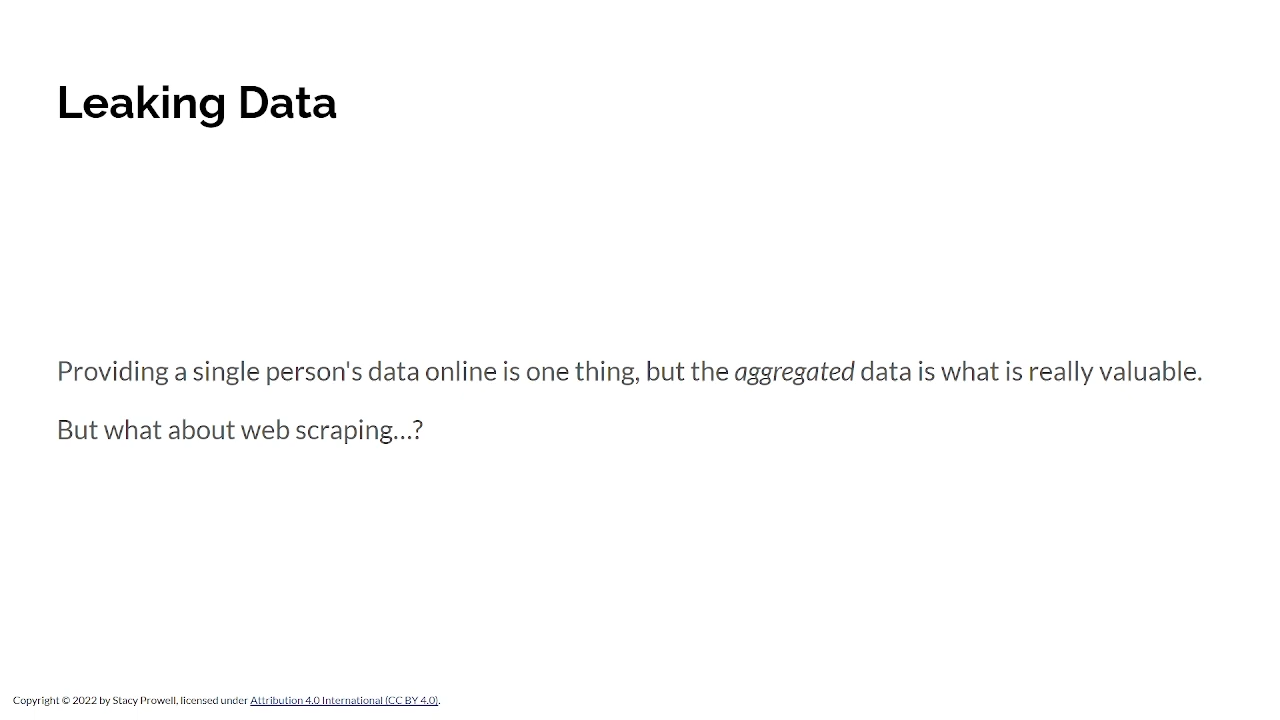 Leaking Data
Providing a single person's data online is one thing, but the aggregated data is what is really valuable.
But what about web scraping...?
Copyright © 2022 by Stacy Prowell, licensed under Attribution 4.0 International (CC BY 4.0).